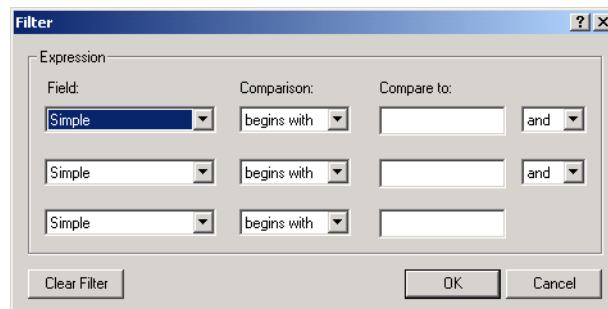 Filter
Expression
Field: Comparison: Compare to:
Simple begins with and
Simple begins with and
Simple begins with
Clear Filter OK Cancel